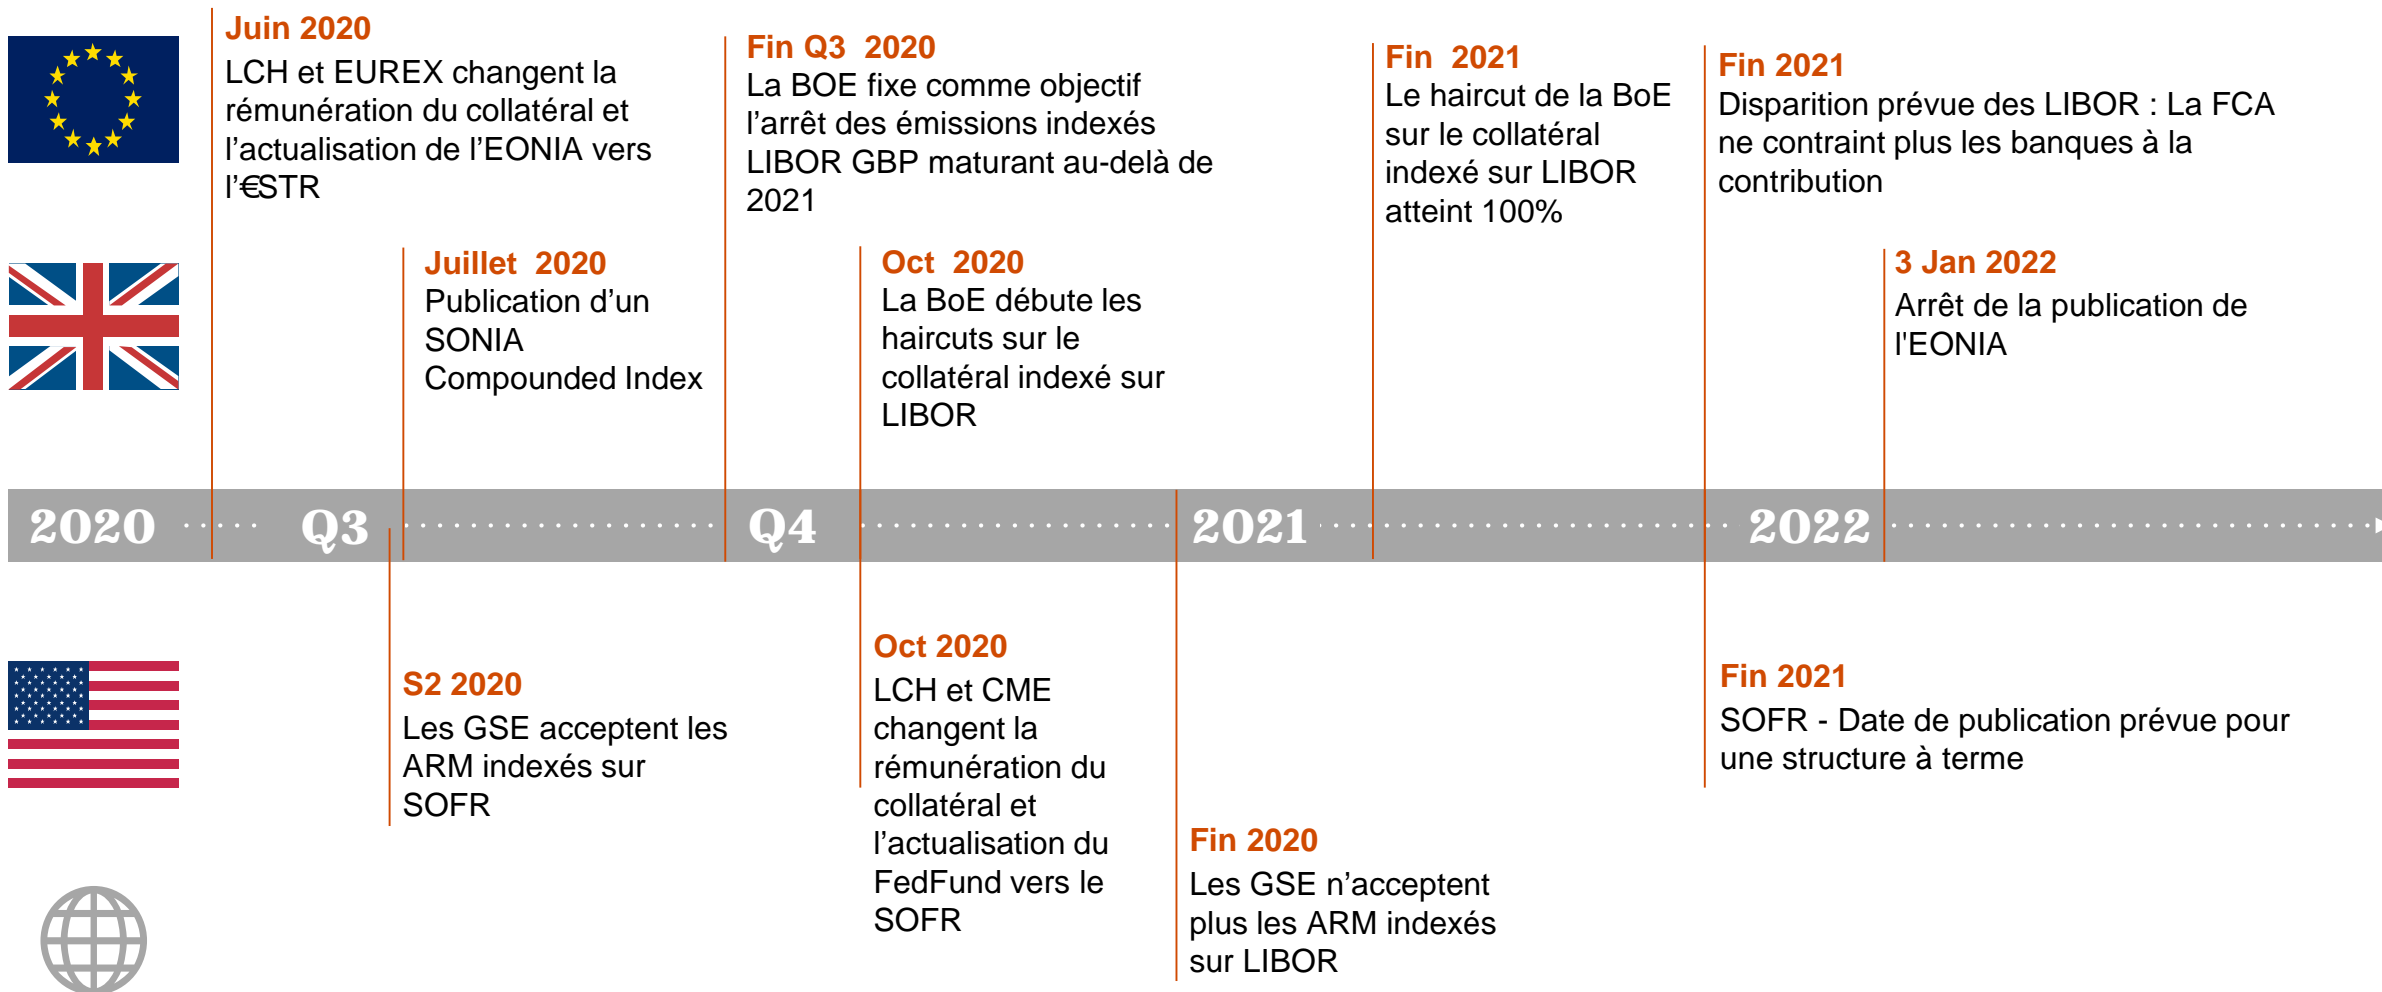 Juin 2020
LCH et EUREX changent la
rémunération du collatéral et
l’actualisation de l’EONIA vers
l’€STR
Fin Q3  2020
La BOE fixe comme objectif
l’arrêt des émissions indexés
LIBOR GBP maturant au-delà de
2021
Fin  2021
Le haircut de la BoE
sur le collatéral
indexé sur LIBOR
atteint 100%
Fin 2021
Disparition prévue des LIBOR : La FCA
ne contraint plus les banques à la
contribution
Juillet  2020
Publication d’un
SONIA
Compounded Index
Oct  2020
La BoE débute les
haircuts sur le
collatéral indexé sur
LIBOR
3 Jan 2022
Arrêt de la publication de
l'EONIA
2020
Q3
Q4
2021
2022
S2 2020
Les GSE acceptent les
ARM indexés sur
SOFR
Oct 2020
LCH et CME
changent la
rémunération du
collatéral et
l’actualisation du
FedFund vers le
SOFR
Fin 2020
Les GSE n’acceptent
plus les ARM indexés
sur LIBOR
Fin 2021
SOFR - Date de publication prévue pour
une structure à terme